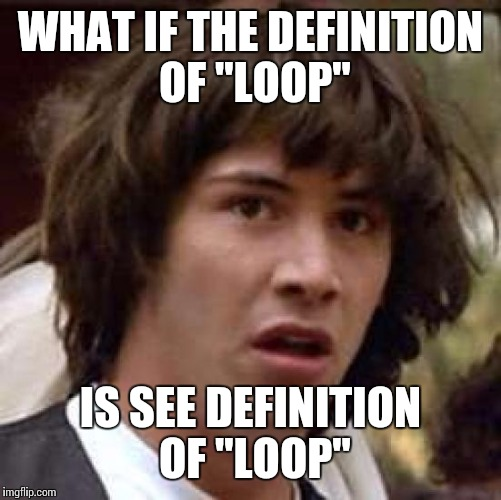 WHAT IF THE DEFINITION
OF "LOOP"
IS SEE DEFINITION
OF "LOOP"
imgflip.com